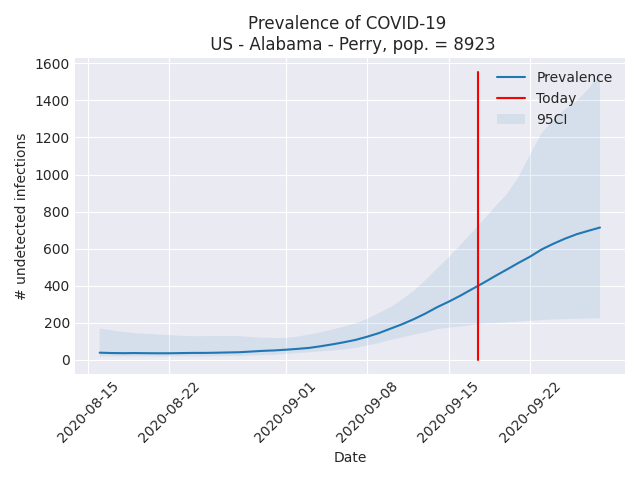 Prevalence of COVID-19
US - Alabama - Perry, pop. = 8923
1600
1400
1200
1000
800
600
400
200
0
# undetected infections
Prevalence
Today
95CI
2020-08-15
2020-08-22
2020-09-01
2020-09-08
2020-09-15
2020-09-22
Date